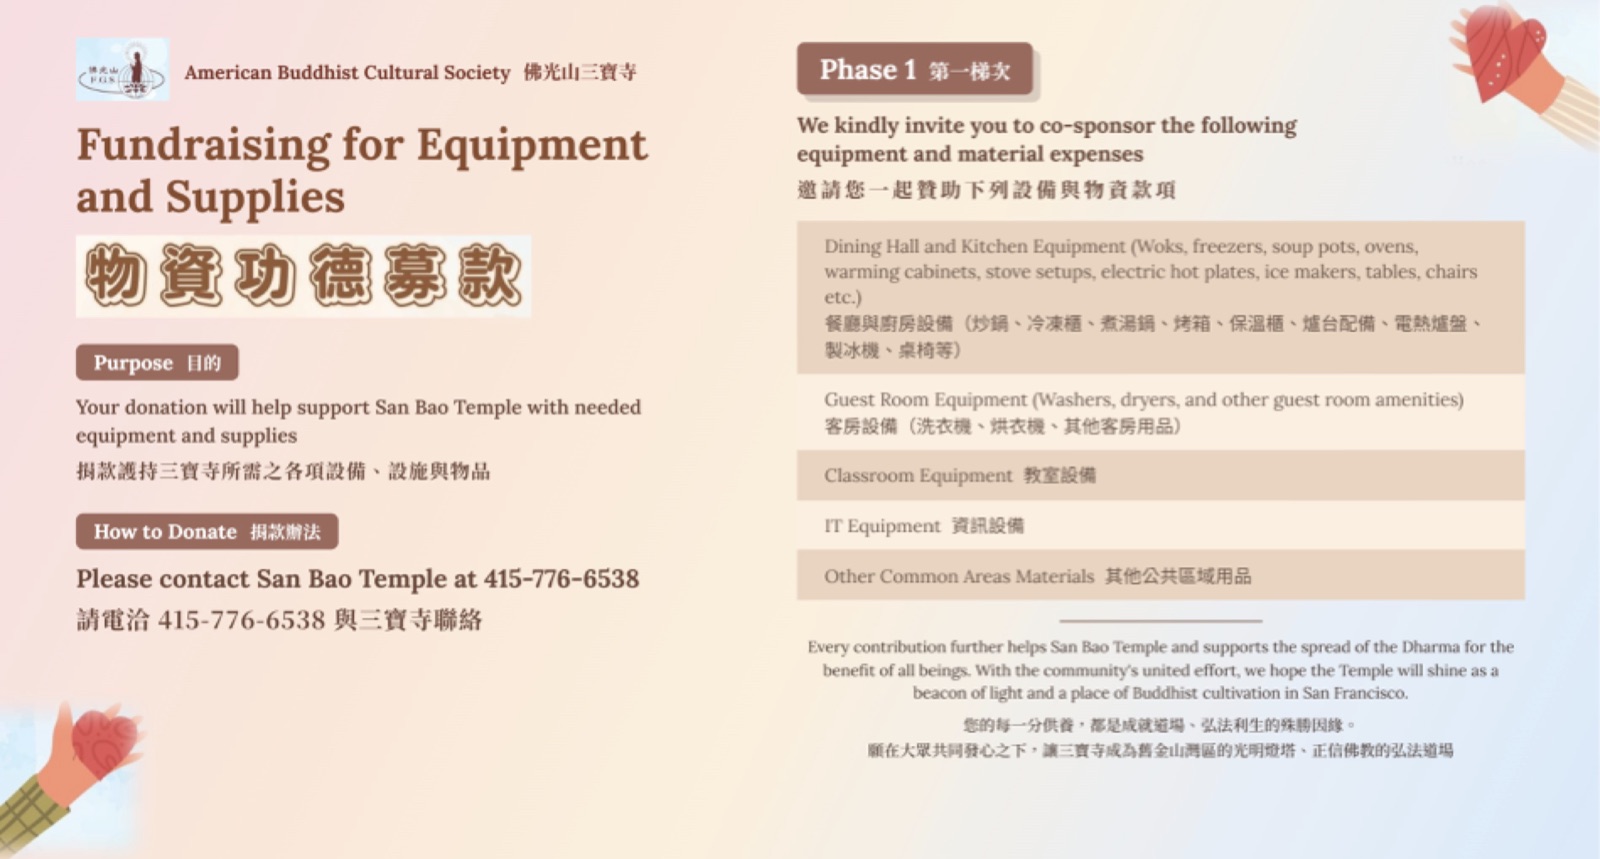 佛光山
FGS
American Buddhist Cultural Society 佛光山三寶寺
Fundraising for Equipment
and Supplies
物資功德募款
Purpose 目的
Your donation will help support San Bao Temple with needed
equipment and supplies
捐款護持三寶寺所需之各項設備、設施與物品
How to Donate 捐款辦法
Please contact San Bao Temple at 415-776-6538
請電洽 415-776-6538 與三寶寺聯絡
Phase 1 第一梯次
We kindly invite you to co-sponsor the following
equipment and material expenses
邀請您一起贊助下列設備與物資款項
Dining Hall and Kitchen Equipment (Woks, freezers, soup pots, ovens,
warming cabinets, stove setups, electric hot plates, ice makers, tables, chairs
etc.)
餐廳與廚房設備（炒鍋、冷凍櫃、煮湯鍋、烤箱、保溫櫃、爐台配備、電熱爐盤、
製冰機、桌椅等）
Guest Room Equipment (Washers, dryers, and other guest room amenities)
客房設備（洗衣機、烘衣機、其他客房用品）
Classroom Equipment 教室設備
IT Equipment 資訊設備
Other Common Areas Materials 其他公共區域用品
Every contribution further helps San Bao Temple and supports the spread of the Dharma for the
benefit of all beings. With the community's united effort, we hope the Temple will shine as a
beacon of light and a place of Buddhist cultivation in San Francisco.
您的每一分供養，都是成就道場、弘法利生的殊勝因緣。
願在大眾共同發心之下，讓三寶寺成為舊金山灣區的光明燈塔、正信佛教的弘法道場